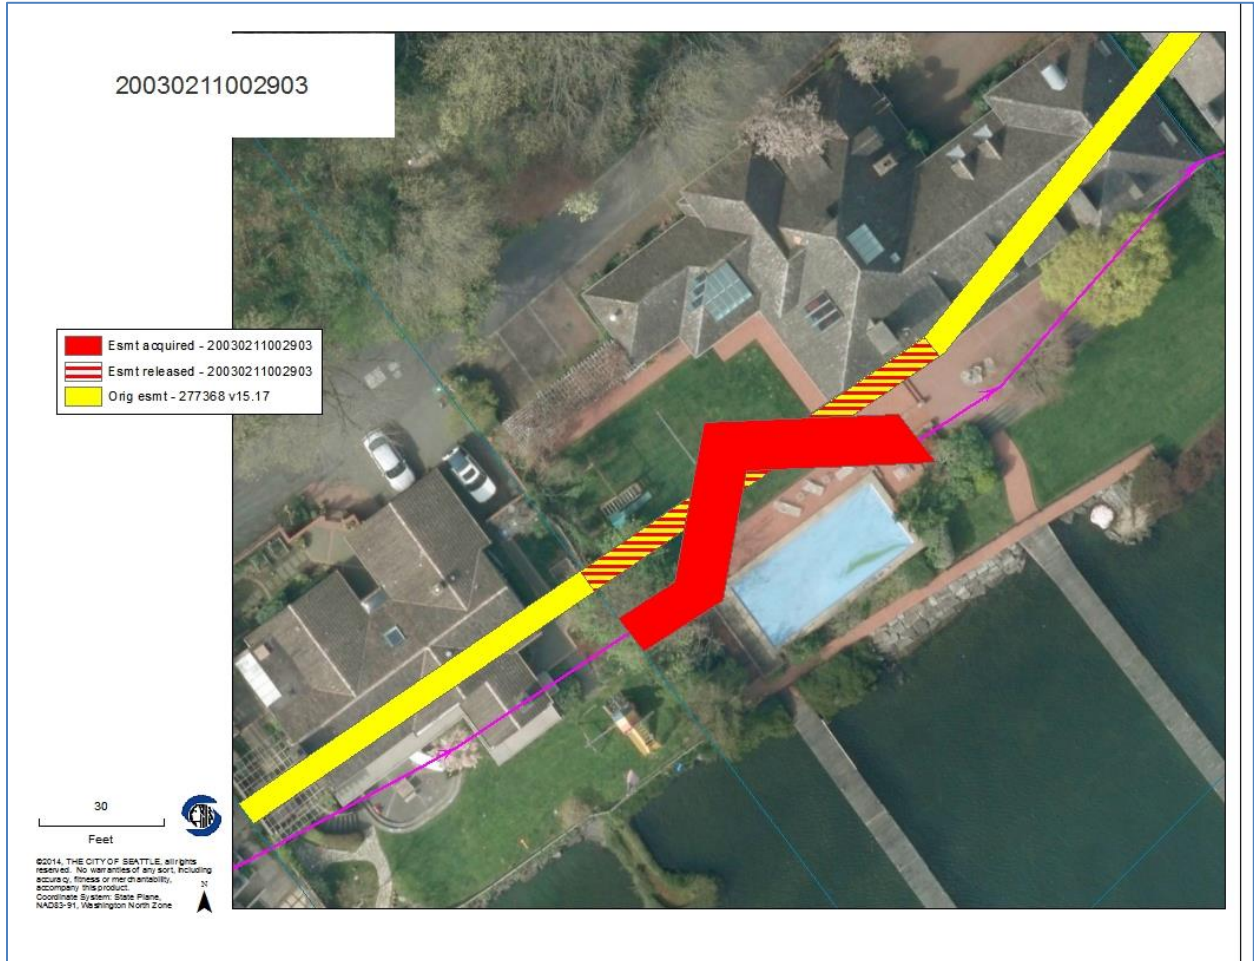 20030211002903
Esmt acquired - 20030211002903
Esmt released - 20030211002903
Orig esmt - 277368 v15.17
30
Feet
©2014, THE CITY OF SEATTLE, all rights
reserved. No warranties of any sort, including
accuracy, fitness or merchantability,
accompany this product.
Coordinate System: State Plane,
NAD83-91, Washington North Zone
N